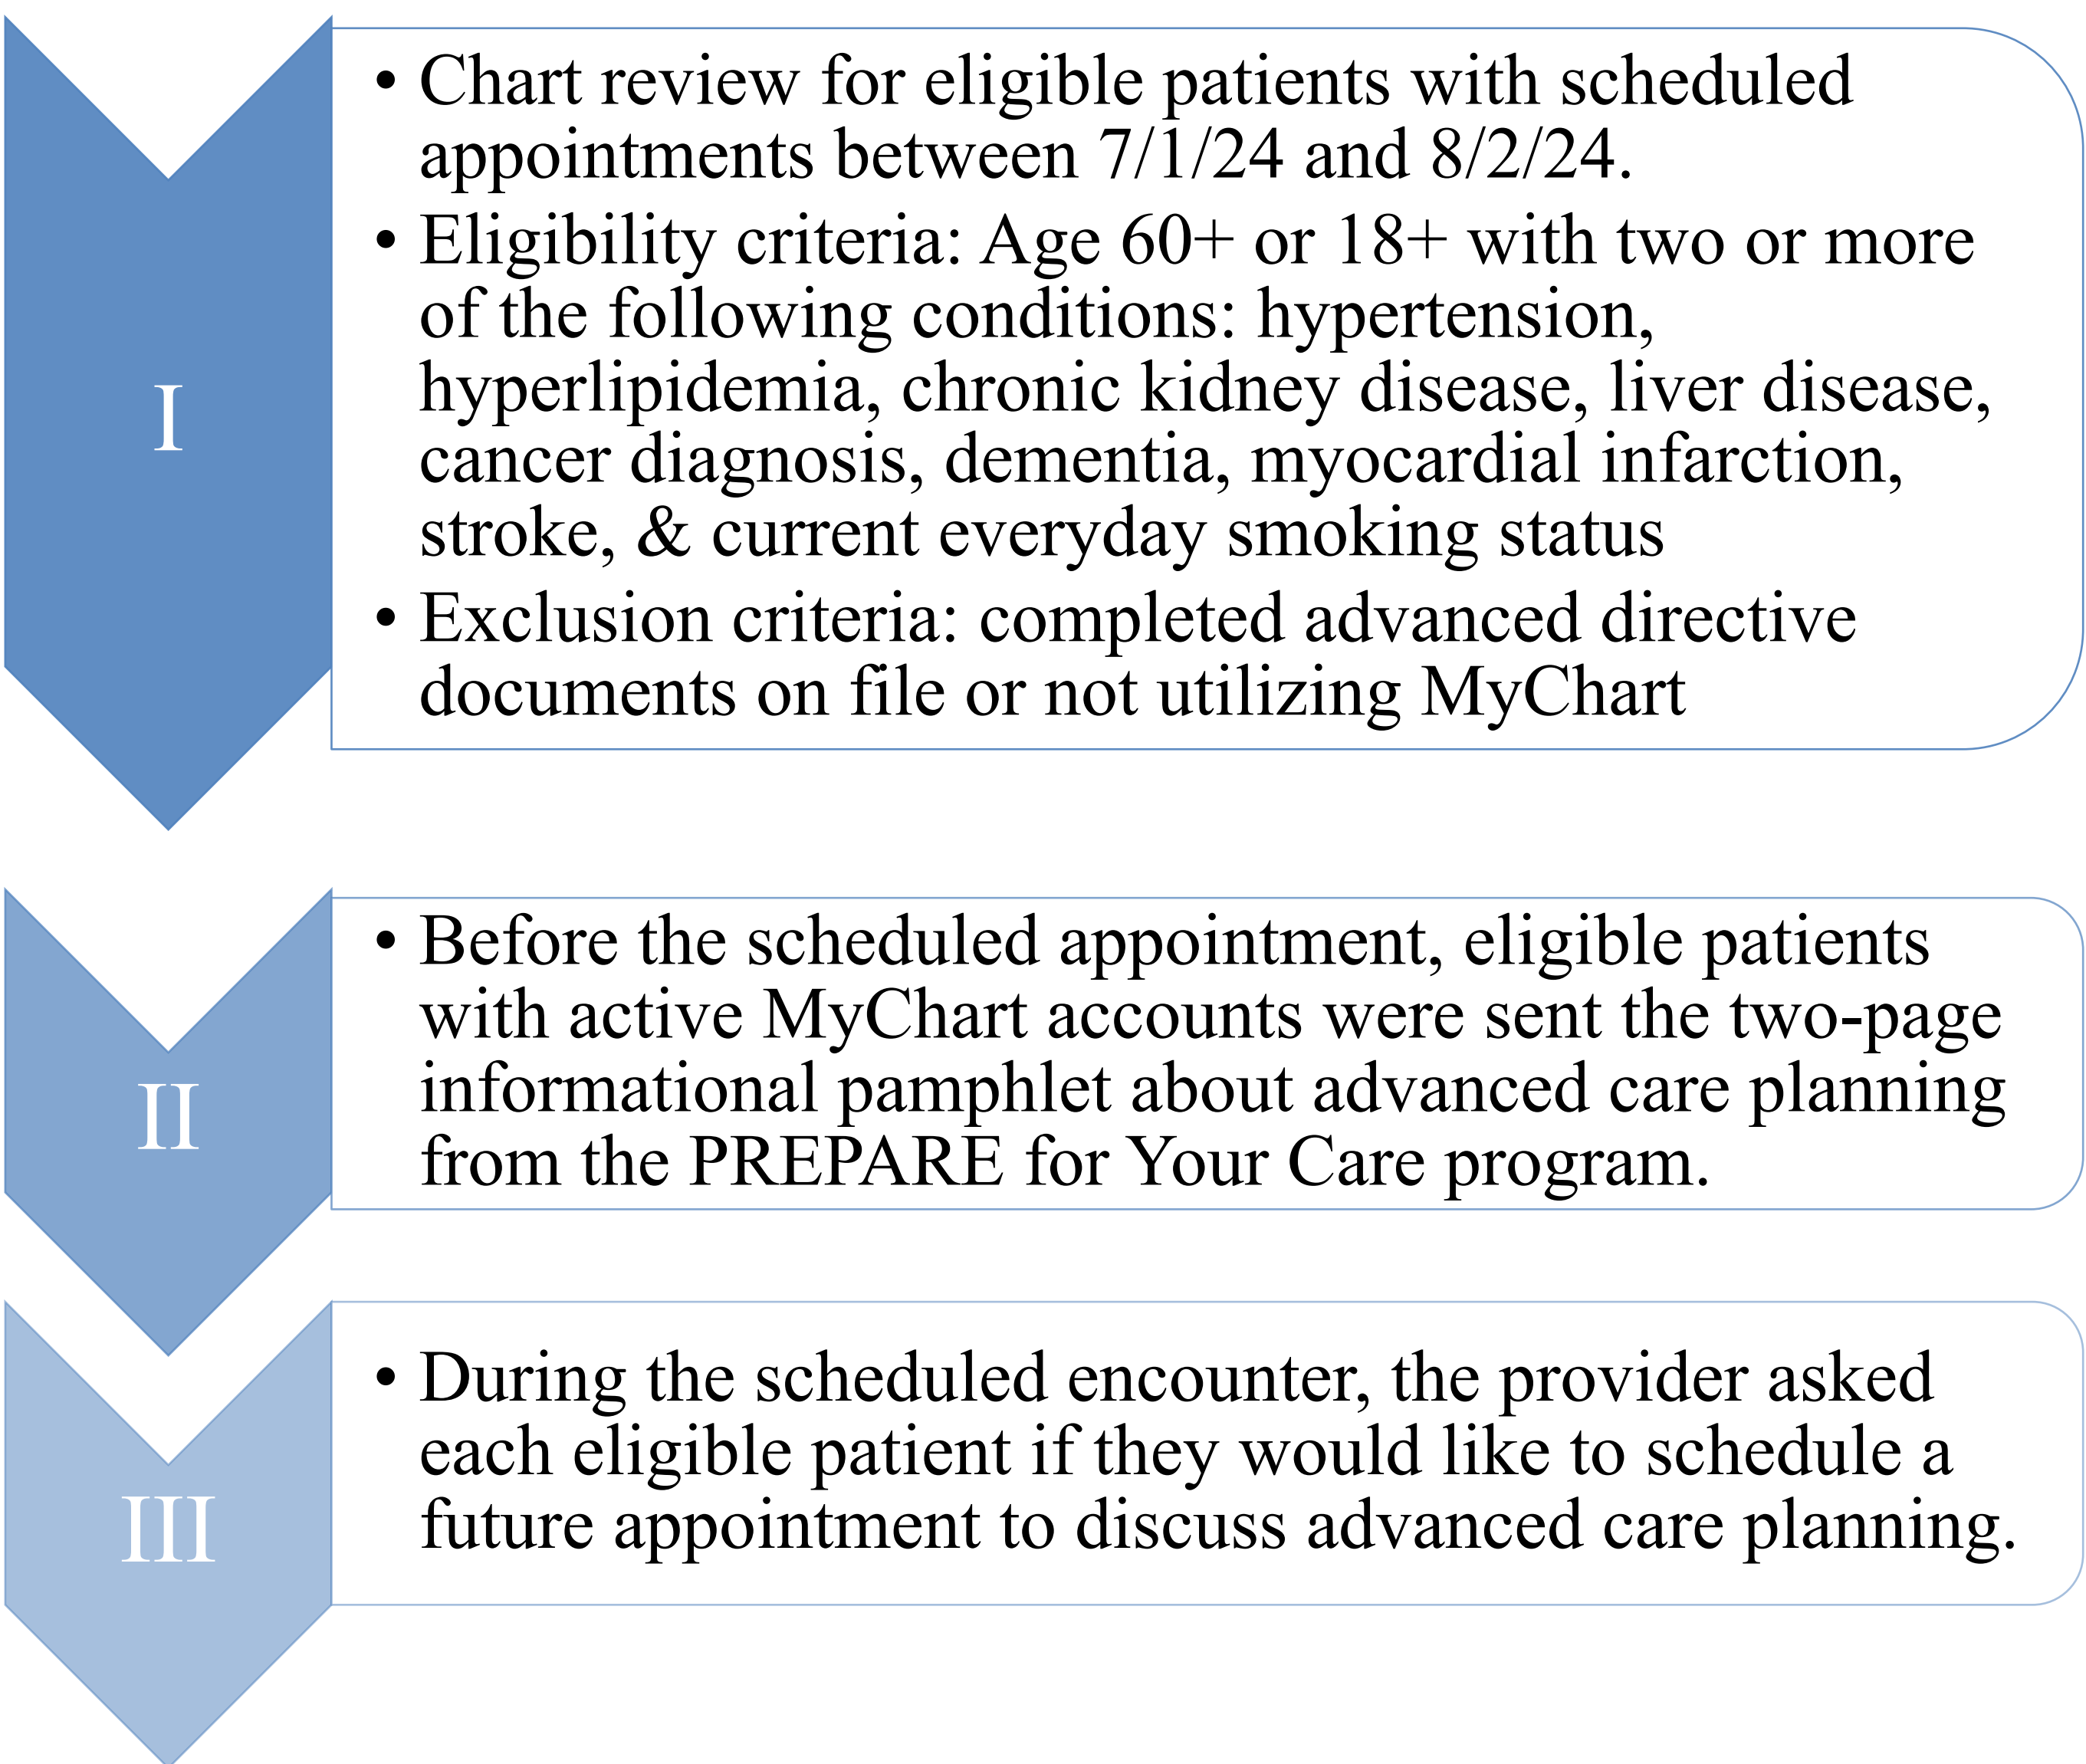 I
• Chart review for eligible patients with scheduled
appointments between 7/1/24 and 8/2/24.
• Eligibility criteria: Age 60+ or 18+ with two or more
of the following conditions: hypertension,
hyperlipidemia, chronic kidney disease, liver disease,
cancer diagnosis, dementia, myocardial infarction,
stroke, & current everyday smoking status
• Exclusion criteria: completed advanced directive
documents on file or not utilizing MyChart
II
• Before the scheduled appointment, eligible patients
with active MyChart accounts were sent the two-page
informational pamphlet about advanced care planning
from the PREPARE for Your Care program.
III
• During the scheduled encounter, the provider asked
each eligible patient if they would like to schedule a
future appointment to discuss advanced care planning.